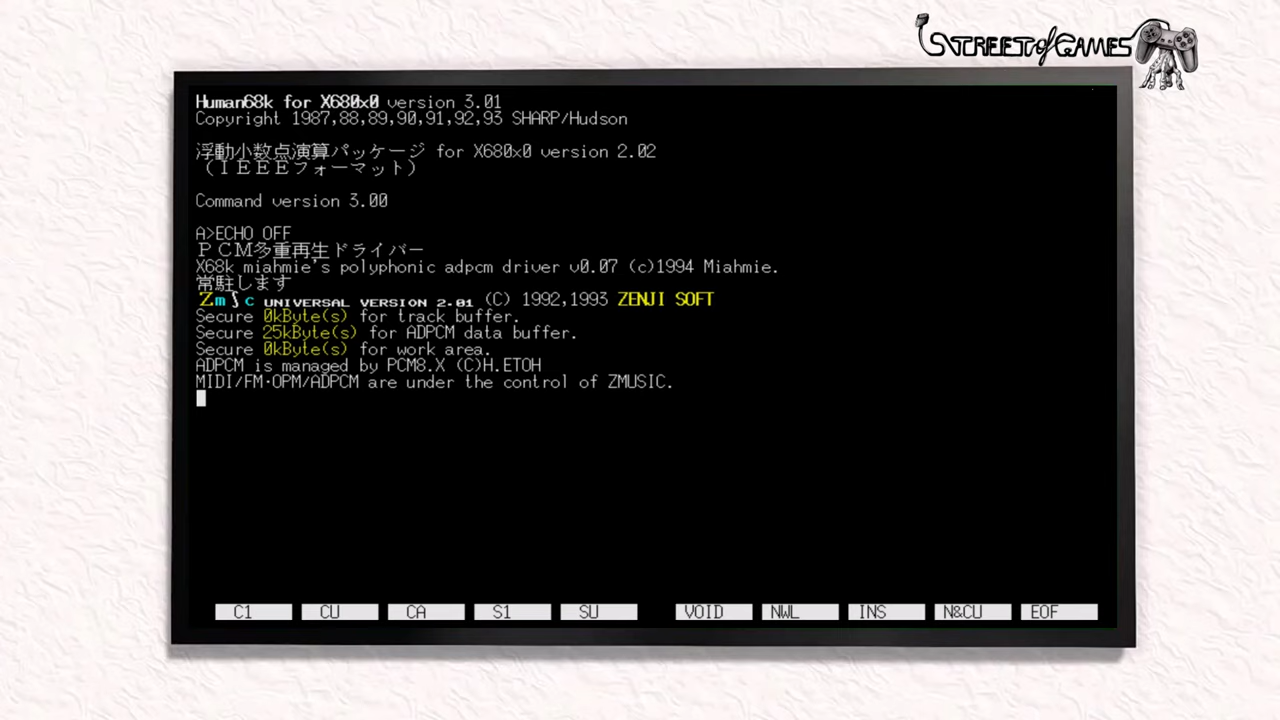 STREET of GAMES
Human68k for X680x0 version 3.01
Copyright 1987,88,89,90,91,92,93 SHARP/Hudson
浮動小数点演算パッケージ for X680x0 version 2.02
（ＩＥＥＥフォーマット）
Command version 3.00
A>ECHO OFF
ＰＣＭ多重再生ドライバー
X68k miahmie's polyphonic adpcm driver v0.07 (c)1994 Miahmie.
常駐します
Zm∫c UNIVERSAL VERSION 2.01 (C) 1992,1993 ZENJI SOFT
Secure 0kByte(s) for track buffer.
Secure 25kByte(s) for ADPCM data buffer.
Secure 0kByte(s) for work area.
ADPCM is managed by PCM8.X (C)H.ETOH
MIDI/FM·OPM/ADPCM are under the control of ZMUSIC.
C1 CU CA S1 SU VOID NWL INS N&CU EOF